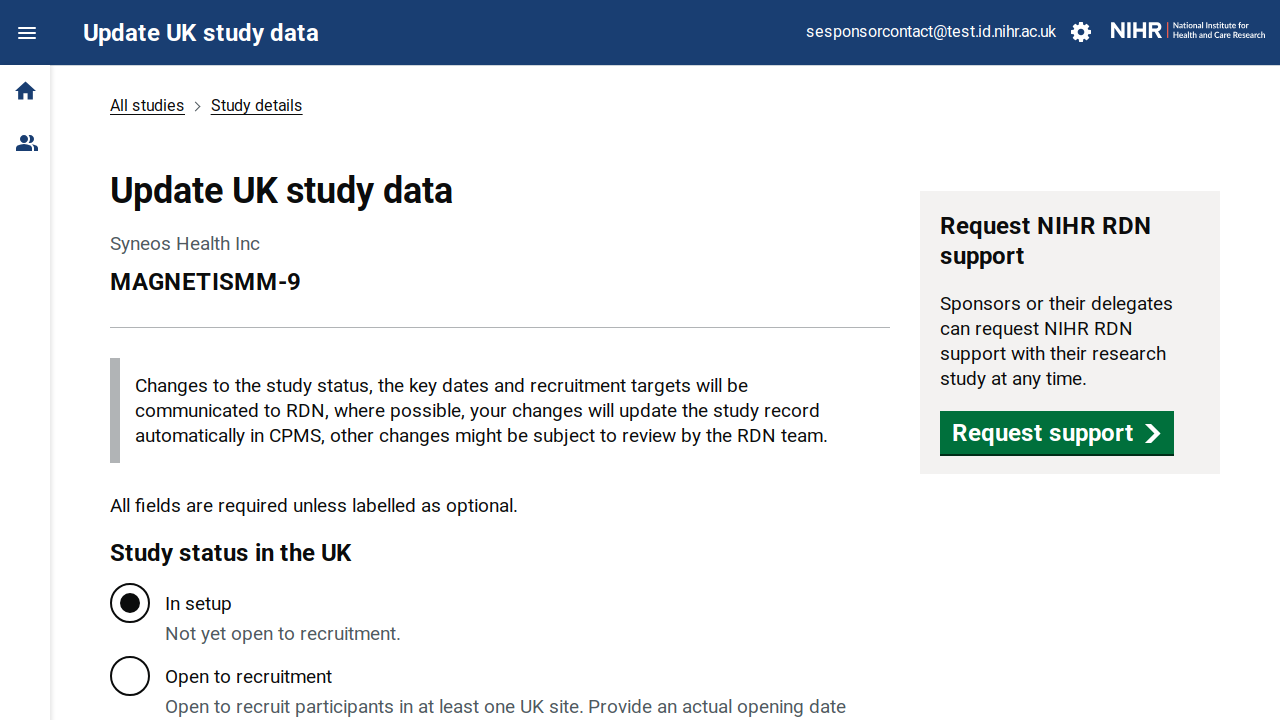 Update UK study data
sesponsorcontact@test.id.nihr.ac.uk
NIHR | National Institute for
Health and Care Research
All studies
Study details
Update UK study data
Syneos Health Inc
MAGNETISMM-9
Changes to the study status, the key dates and recruitment targets will be
communicated to RDN, where possible, your changes will update the study record
automatically in CPMS, other changes might be subject to review by the RDN team.
All fields are required unless labelled as optional.
Study status in the UK
In setup
Not yet open to recruitment.
Open to recruitment
Open to recruit participants in at least one UK site. Provide an actual opening date
Request NIHR RDN
support
Sponsors or their delegates
can request NIHR RDN
support with their research
study at any time.
Request support